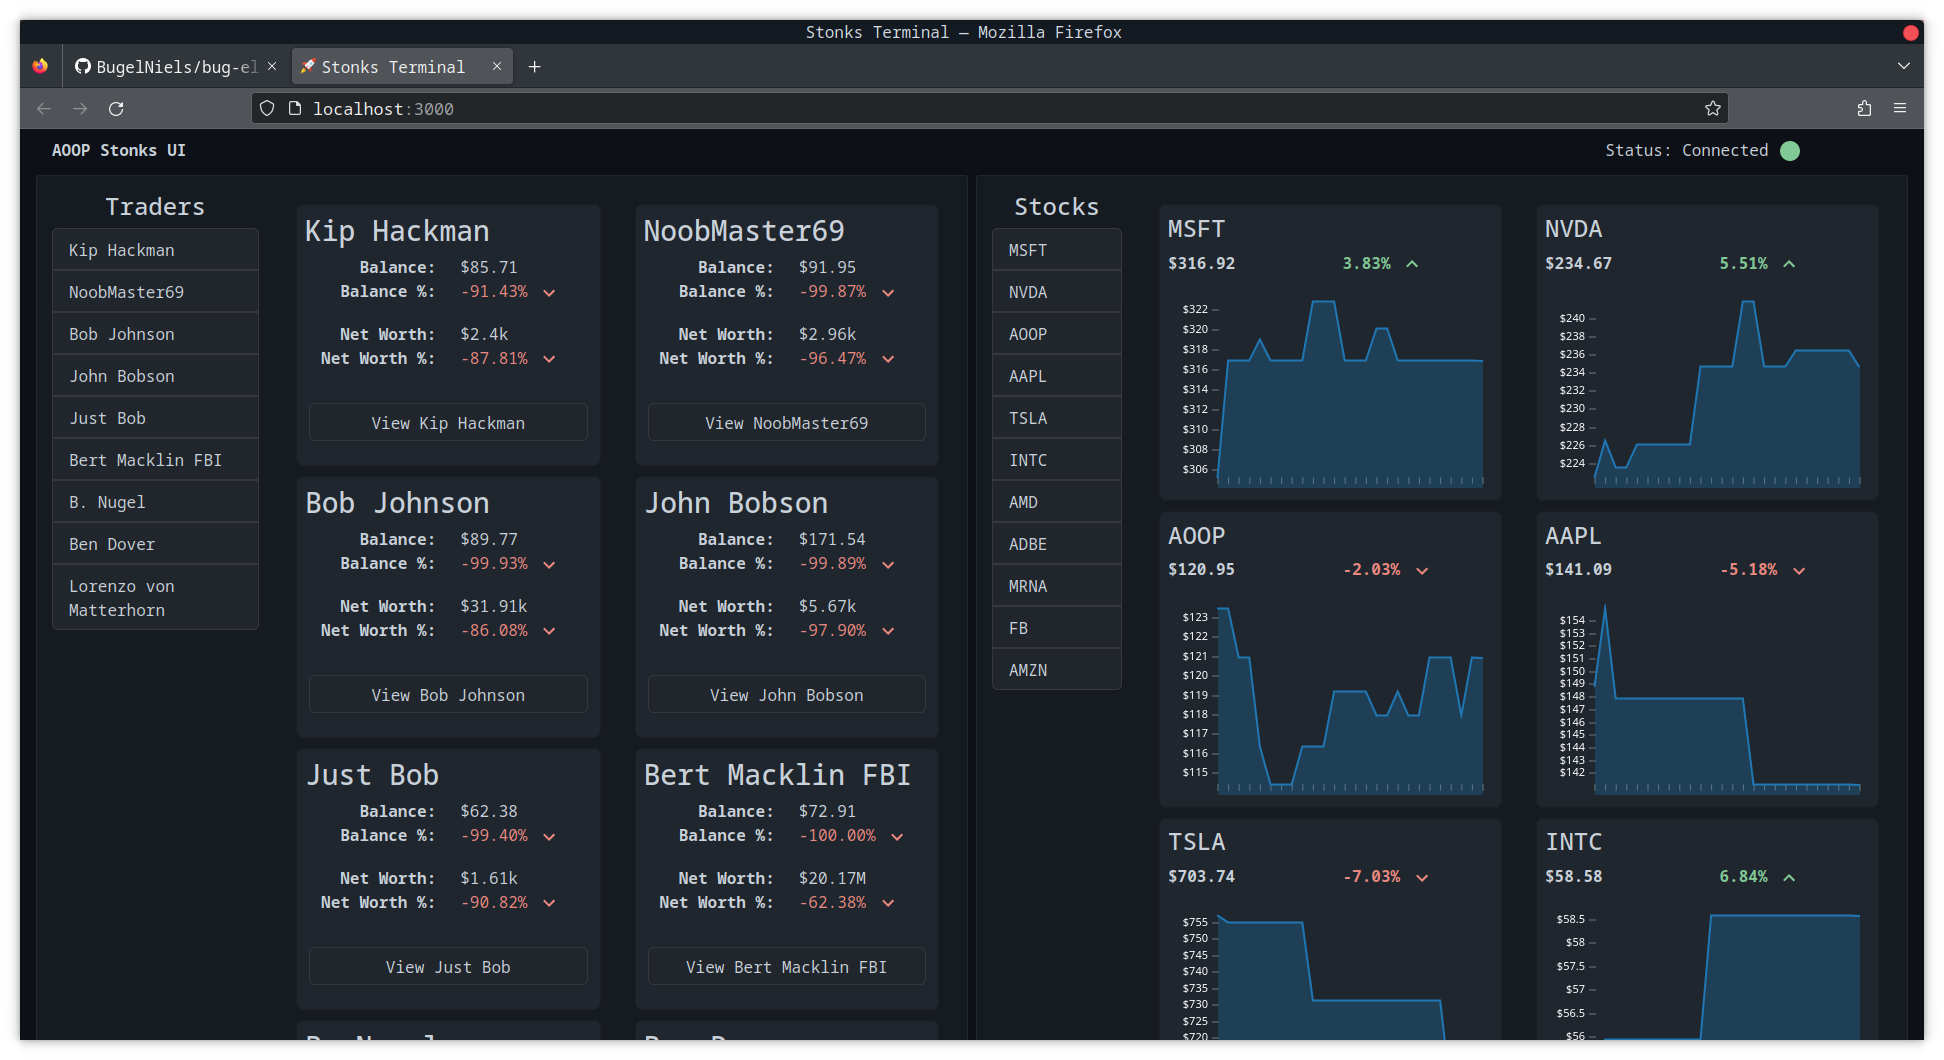 Stonks Terminal — Mozilla Firefox
BugelNiels/bug-el
Stonks Terminal
localhost:3000
AOOP Stonks UI
Status: Connected
Traders
Kip Hackman
NoobMaster69
Bob Johnson
John Bobson
Just Bob
Bert Macklin FBI
B. Nugel
Ben Dover
Lorenzo von
Matterhorn
Kip Hackman
Balance: $85.71
Balance %: -91.43%
Net Worth: $2.4k
Net Worth %: -87.81%
View Kip Hackman
NoobMaster69
Balance: $91.95
Balance %: -99.87%
Net Worth: $2.96k
Net Worth %: -96.47%
View NoobMaster69
Bob Johnson
Balance: $89.77
Balance %: -99.93%
Net Worth: $31.91k
Net Worth %: -86.08%
View Bob Johnson
John Bobson
Balance: $171.54
Balance %: -99.89%
Net Worth: $5.67k
Net Worth %: -97.90%
View John Bobson
Just Bob
Balance: $62.38
Balance %: -99.40%
Net Worth: $1.61k
Net Worth %: -90.82%
View Just Bob
Bert Macklin FBI
Balance: $72.91
Balance %: -100.00%
Net Worth: $20.17M
Net Worth %: -62.38%
View Bert Macklin FBI
Stocks
MSFT
NVDA
AOOP
AAPL
TSLA
INTC
AMD
ADBE
MRNA
FB
AMZN
MSFT
$316.92 3.83%
$322
$320
$318
$316
$314
$312
$310
$308
$306
NVDA
$234.67 5.51%
$240
$238
$236
$234
$232
$230
$228
$226
$224
AOOP
$120.95 -2.03%
$123
$122
$121
$120
$119
$118
$117
$116
$115
AAPL
$141.09 -5.18%
$154
$153
$152
$151
$150
$149
$148
$147
$146
$145
$144
$143
$142
TSLA
$703.74 -7.03%
$755
$750
$745
$740
$735
$730
$725
$720
INTC
$58.58 6.84%
$58.5
$58
$57.5
$57
$56.5
$56